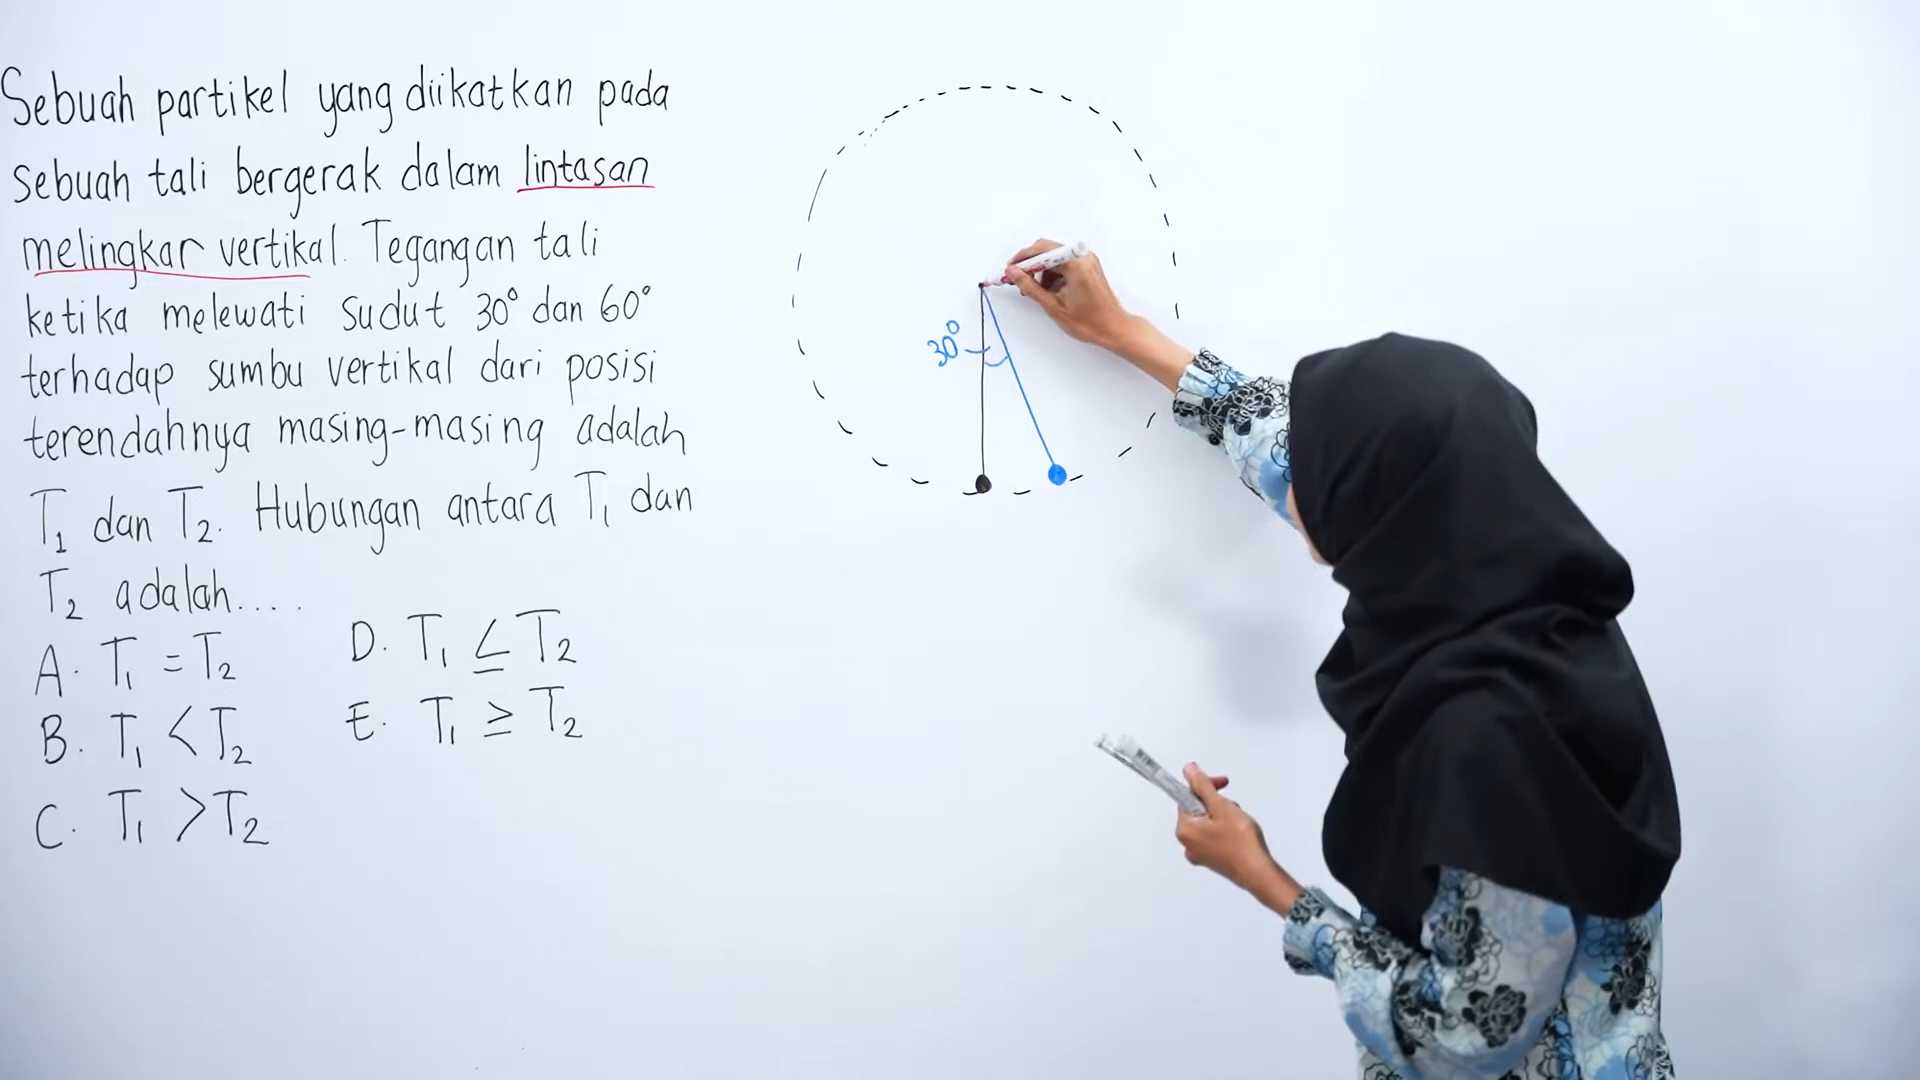 Sebuah partikel yang diikatkan pada
sebuah tali bergerak dalam lintasan
melingkar vertikal. Tegangan tali
ketika melewati sudut 30° dan 60°
terhadap sumbu vertikal dari posisi
terendahnya masing-masing adalah
T₁ dan T₂. Hubungan antara T₁ dan
T₂ adalah....
A. T₁ = T₂
B. T₁ < T₂
C. T₁ > T₂
D. T₁ ≤ T₂
E. T₁ ≥ T₂
30°